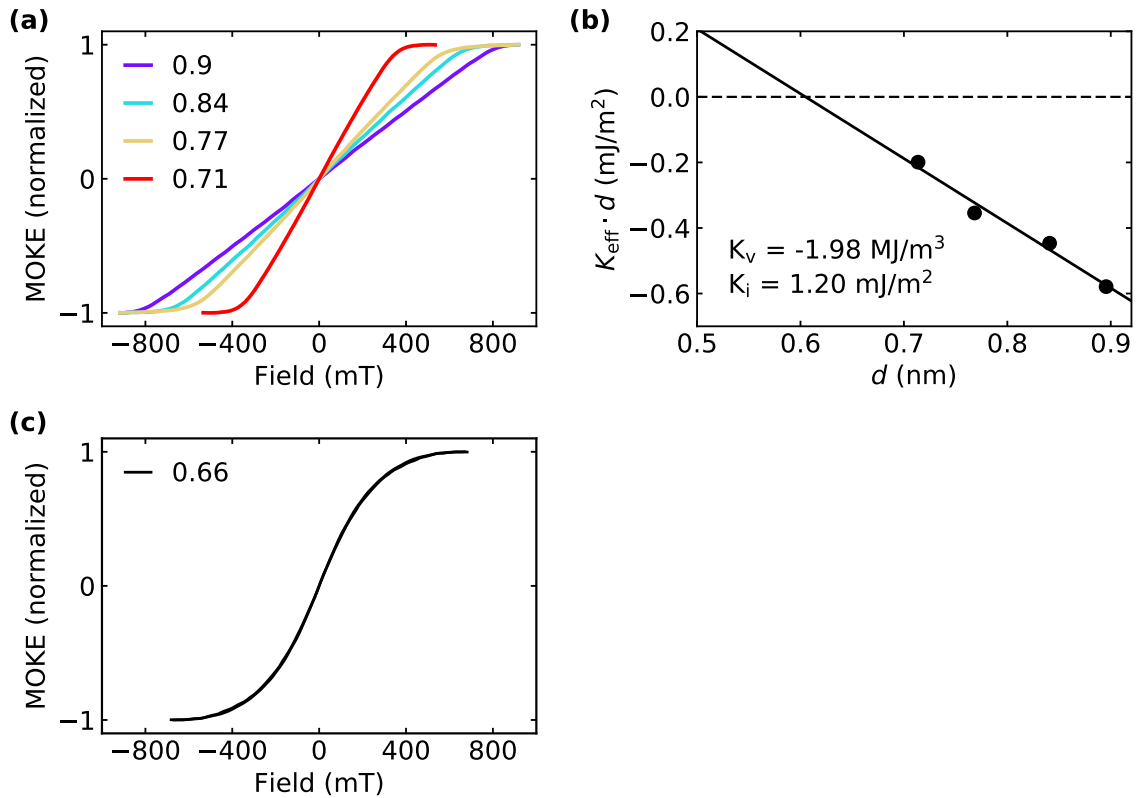 (a)
MOKE (normalized)
1
0
−1
0.9
0.84
0.77
0.71
−800 −400 0 400 800
Field (mT)
(b)
K_eff · d (mJ/m²)
0.2
0.0
−0.2
−0.4
−0.6
K_v = -1.98 MJ/m³
K_i = 1.20 mJ/m²
0.5 0.6 0.7 0.8 0.9
d (nm)
(c)
MOKE (normalized)
1
0
−1
0.66
−800 −400 0 400 800
Field (mT)